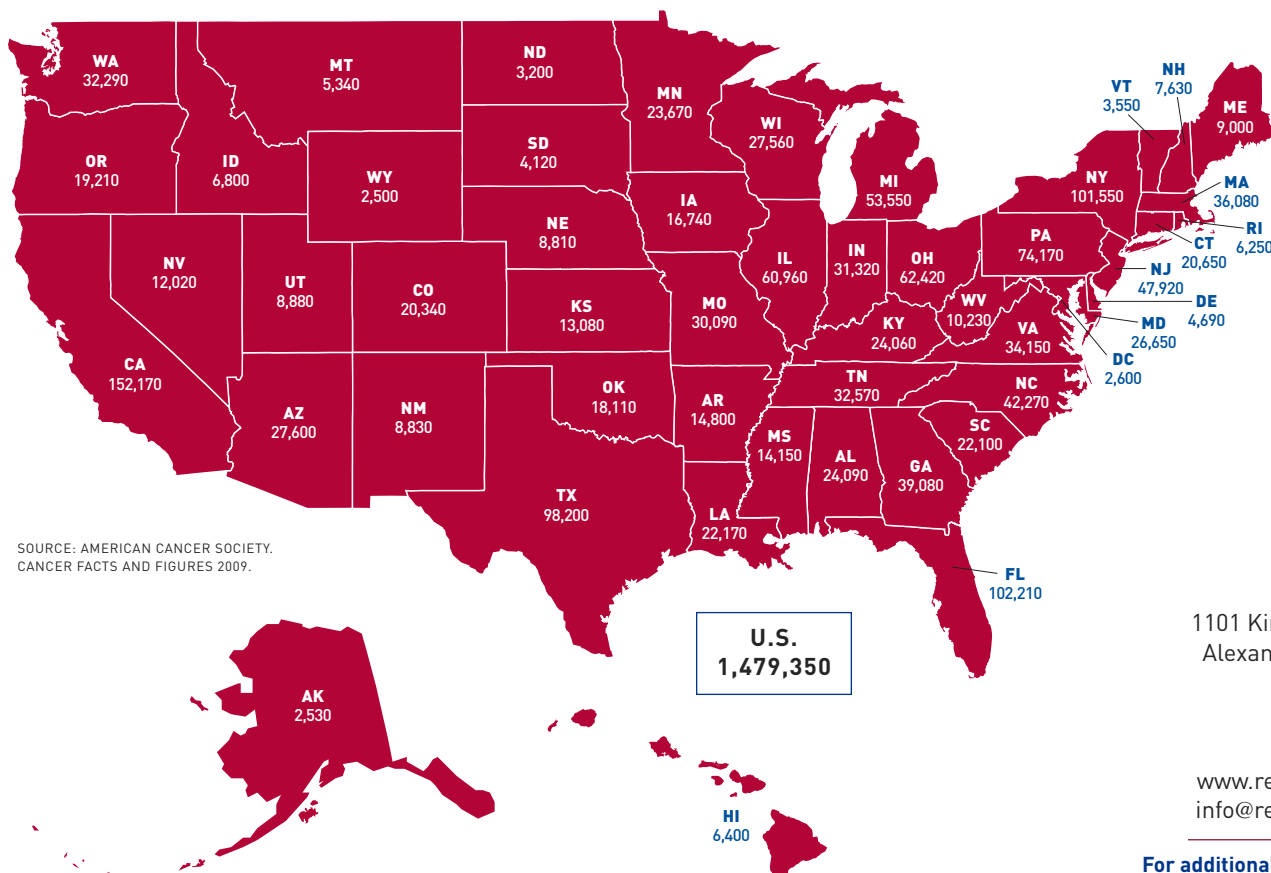 WA
32,290
MT
5,340
ND
3,200
MN
23,670
WI
27,560
VT
3,550
NH
7,630
ME
9,000
OR
19,210
ID
6,800
WY
2,500
SD
4,120
MI
53,550
NY
101,550
MA
36,080
RI
6,250
CT
20,650
NE
8,810
IA
16,740
PA
74,170
NJ
47,920
NV
12,020
UT
8,880
CO
20,340
IL
60,960
IN
31,320
OH
62,420
DE
4,690
MD
26,650
DC
2,600
KS
13,080
MO
30,090
WV
10,230
KY
24,060
VA
34,150
CA
152,170
TN
32,570
NC
42,270
AZ
27,600
NM
8,830
OK
18,110
AR
14,800
SC
22,100
MS
14,150
AL
24,090
GA
39,080
TX
98,200
LA
22,170
SOURCE: AMERICAN CANCER SOCIETY.
CANCER FACTS AND FIGURES 2009.
FL
102,210
U.S.
1,479,350
1101
AK
2,530
HI
6,400
For